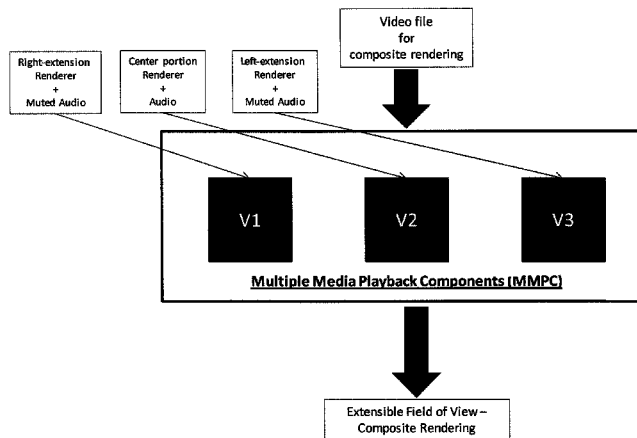 Video file
for
composite rendering
Right-extension
Renderer
+
Muted Audio
Center portion
Renderer
+
Audio
Left-extension
Renderer
+
Muted Audio
V1
V2
V3
Multiple Media Playback Components (MMPC)
Extensible Field of View –
Composite Rendering